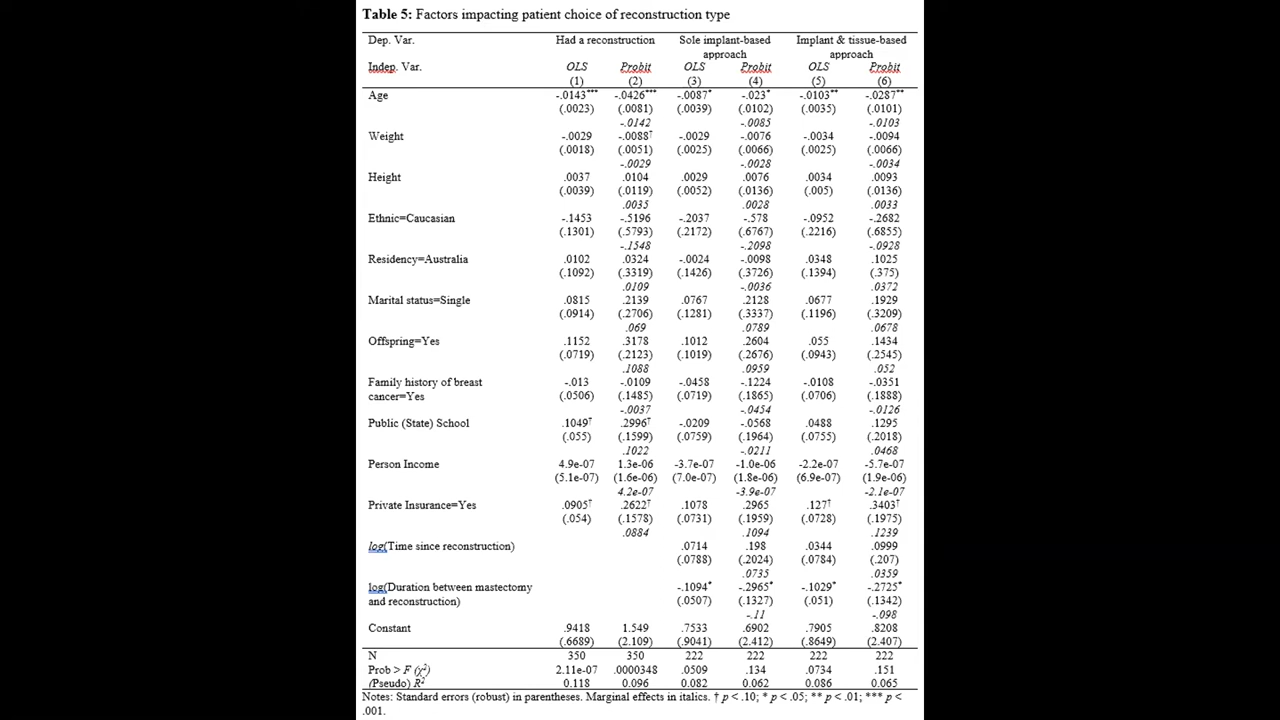 Table 5: Factors impacting patient choice of reconstruction type
Dep. Var. Had a reconstruction Sole implant-based approach Implant & tissue-based approach
Indep. Var. OLS Probit OLS Probit OLS Probit
(1) (2) (3) (4) (5) (6)
Age -.0143*** -.0426*** -.0087* -.023* -.0103** -.0287**
(.0023) (.0081) (.0039) (.0102) (.0035) (.0101)
-.0142 -.0085 -.0103
Weight -.0029 -.0088† -.0029 -.0076 -.0034 -.0094
(.0018) (.0051) (.0025) (.0066) (.0025) (.0066)
-.0029 -.0028 -.0034
Height .0037 .0104 .0029 .0076 .0034 .0093
(.0039) (.0119) (.0052) (.0136) (.005) (.0136)
.0035 .0028 .0033
Ethnic=Caucasian -.1453 -.5196 -.2037 -.578 -.0952 -.2682
(.1301) (.5793) (.2172) (.6767) (.2216) (.6855)
-.1548 -.2098 -.0928
Residency=Australia .0102 .0324 -.0024 -.0098 .0348 .1025
(.1092) (.3319) (.1426) (.3726) (.1394) (.375)
.0109 -.0036 .0372
Marital status=Single .0815 .2139 .0767 .2128 .0677 .1929
(.0914) (.2706) (.1281) (.3337) (.1196) (.3209)
.069 .0789 .0678
Offspring=Yes .1152 .3178 .1012 .2604 .055 .1434
(.0719) (.2123) (.1019) (.2676) (.0943) (.2545)
.1088 .0959 .052
Family history of breast -.013 -.0109 -.0458 -.1224 -.0108 -.0351
cancer=Yes (.0506) (.1485) (.0719) (.1865) (.0706) (.1888)
-.0037 -.0454 -.0126
Public (State) School .1049† .2996† -.0209 -.0568 .0488 .1295
(.055) (.1599) (.0759) (.1964) (.0755) (.2018)
.1022 -.0211 .0468
Person Income 4.9e-07 1.3e-06 -3.7e-07 -1.0e-06 -2.2e-07 -5.7e-07
(5.1e-07) (1.6e-06) (7.0e-07) (1.8e-06) (6.9e-07) (1.9e-06)
4.2e-07 -3.9e-07 -2.1e-07
Private Insurance=Yes .0905† .2622† .1078 .2965 .127† .3403†
(.054) (.1578) (.0731) (.1959) (.0728) (.1975)
.0884 .1094 .1239
log(Time since reconstruction) .0714 .198 .0344 .0999
(.0788) (.2024) (.0784) (.207)
.0735 .0359
log(Duration between mastectomy -.1094* -.2965* -.1029* -.2725*
and reconstruction) (.0507) (.1327) (.051) (.1342)
-.11 -.098
Constant .9418 1.549 .7533 .6902 .7905 .8208
(.6689) (2.109) (.9041) (2.412) (.8649) (2.407)
N 350 350 222 222 222 222
Prob > F (χ²) 2.11e-07 .0000348 .0509 .134 .0734 .151
(Pseudo) R² 0.118 0.096 0.082 0.062 0.086 0.065
Notes: Standard errors (robust) in parentheses. Marginal effects in italics. † p < .10; * p < .05; ** p < .01; *** p <
.001.